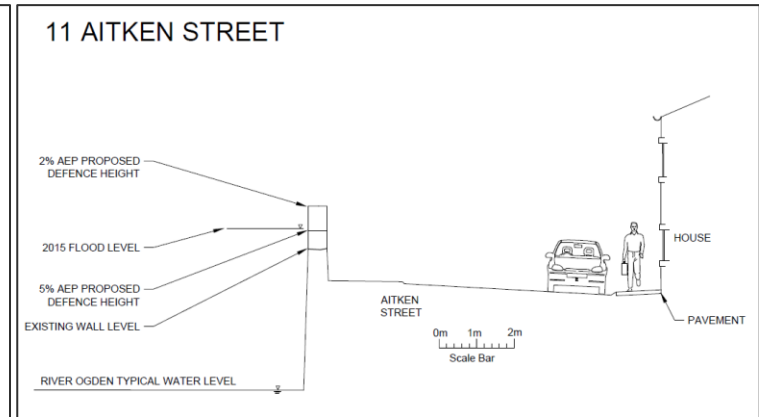 11 AITKEN STREET
2% AEP PROPOSED
DEFENCE HEIGHT
2015 FLOOD LEVEL
5% AEP PROPOSED
DEFENCE HEIGHT
EXISTING WALL LEVEL
RIVER OGDEN TYPICAL WATER LEVEL
AITKEN
STREET
0m 1m 2m
Scale Bar
HOUSE
PAVEMENT